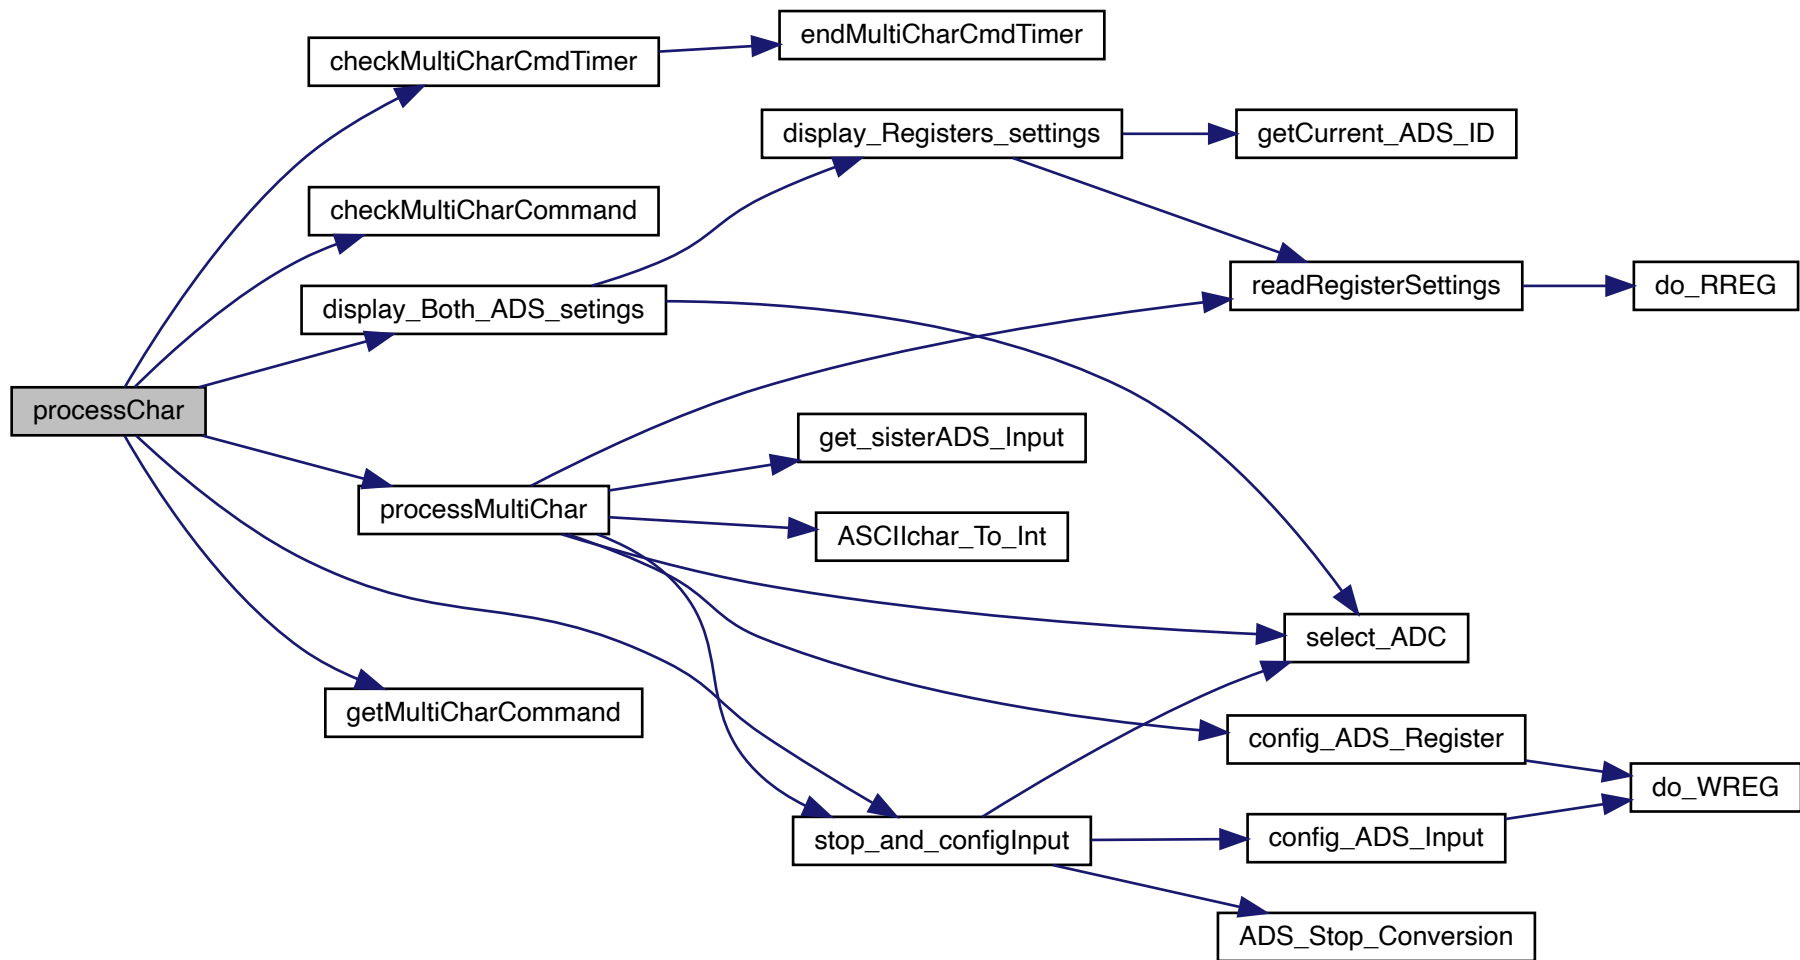 endMultiCharCmdTimer
checkMultiCharCmdTimer
display_Registers_settings
getCurrent_ADS_ID
checkMultiCharCommand
readRegisterSettings
do_RREG
display_Both_ADS_setings
processChar
get_sisterADS_Input
processMultiChar
ASCIIchar_To_Int
select_ADC
getMultiCharCommand
config_ADS_Register
do_WREG
stop_and_configInput
config_ADS_Input
ADS_Stop_Conversion